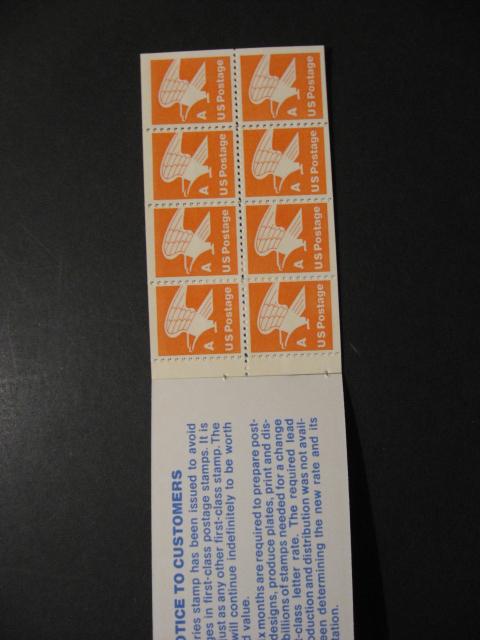 A
US Postage
A
US Postage
A
US Postage
A
US Postage
A
US Postage
A
US Postage
A
US Postage
A
US Postage
TICE TO CUSTOMERS
ries stamp has been issued to avoid
ges in first-class postage stamps. It is
ust as any other first-class stamp. The
will continue indefinitely to be worth
d value.
x months are required to prepare post-
designs, produce plates, print and dis-
illions of stamps needed for a change
-class letter rate. The required lead
duction and distribution was not avail-
een determining the new rate and its
tation.